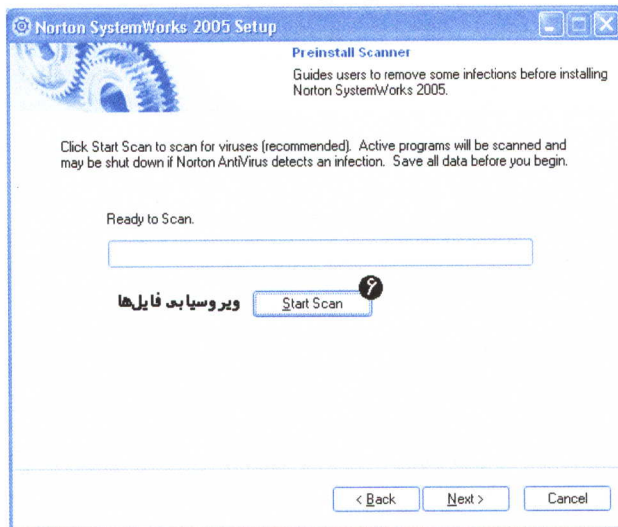 Norton SystemWorks 2005 Setup
Preinstall Scanner
Guides users to remove some infections before installing
Norton SystemWorks 2005.
Click Start Scan to scan for viruses (recommended). Active programs will be scanned and
may be shut down if Norton AntiVirus detects an infection. Save all data before you begin.
Ready to Scan.
۶
ویروسیابی فایل‌ها
Start Scan
< Back
Next >
Cancel